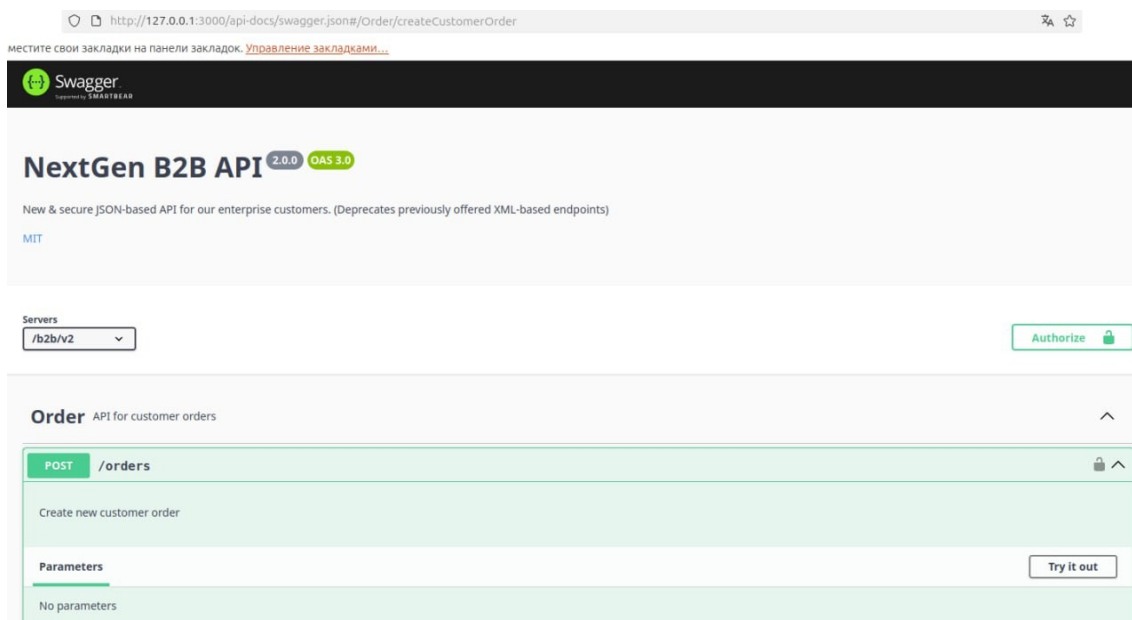 http://127.0.0.1:3000/api-docs/swagger.json#/Order/createCustomerOrder
местите свои закладки на панели закладок. Управление закладками…
Swagger.
Supported by SMARTBEAR
NextGen B2B API 2.0.0 OAS 3.0
New & secure JSON-based API for our enterprise customers. (Deprecates previously offered XML-based endpoints)
MIT
Servers
/b2b/v2
Authorize
Order API for customer orders
POST /orders
Create new customer order
Parameters
Try it out
No parameters